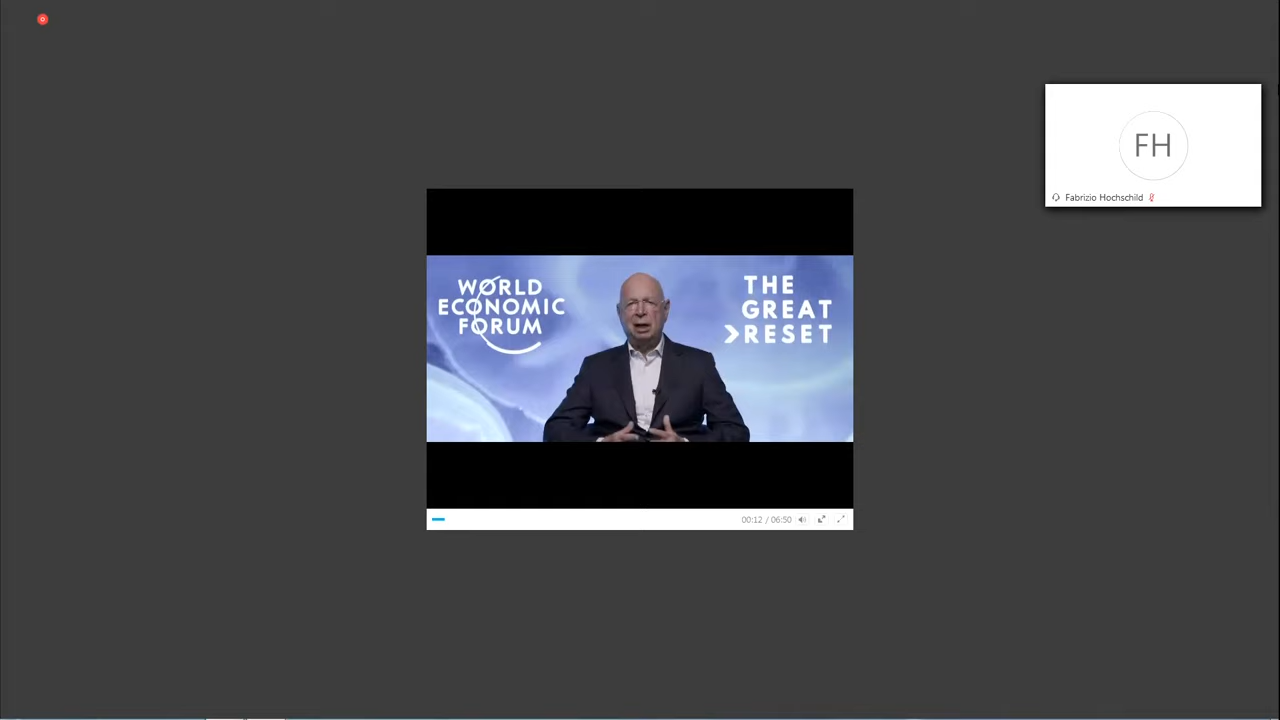 WORLD
ECONOMIC
FORUM
THE
GREAT
>RESET
FH
Fabrizio Hochschild
00:12 / 06:50